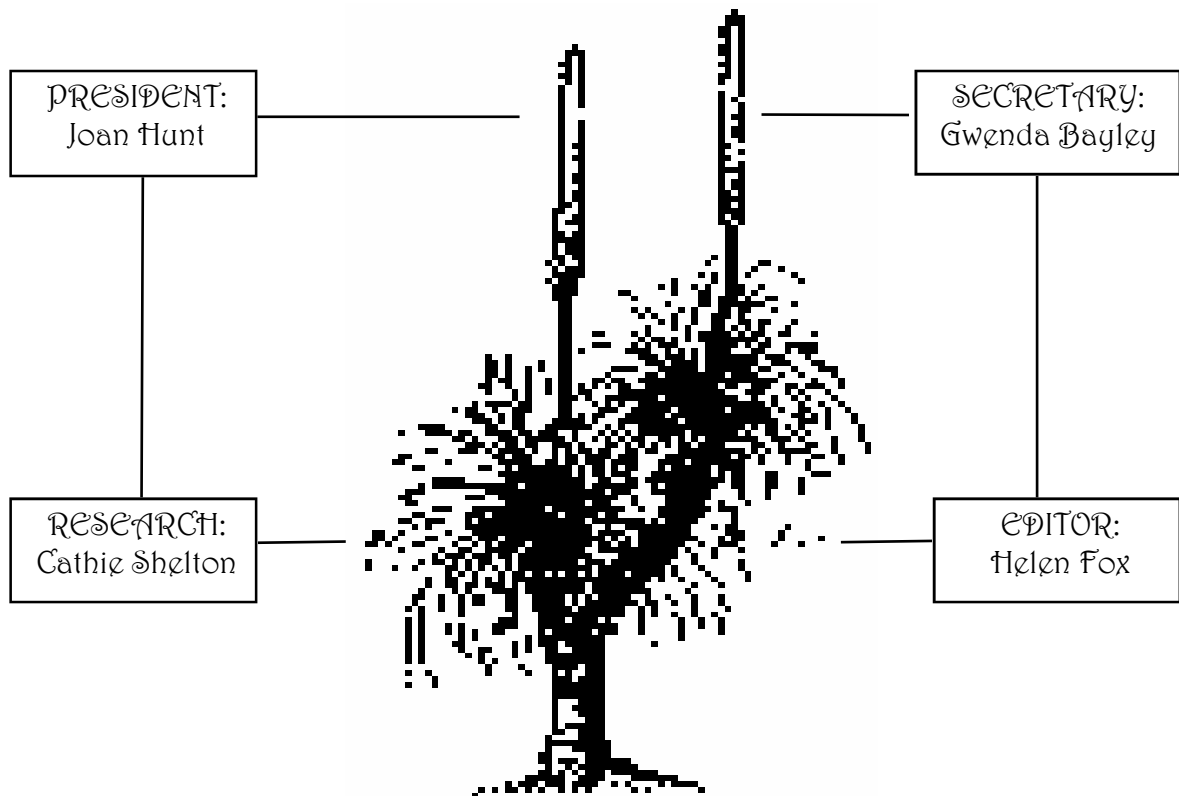 PRESIDENT:
Joan Hunt
SECRETARY:
Gwenda Bayley
RESEARCH:
Cathie Shelton
EDITOR:
Helen Fox